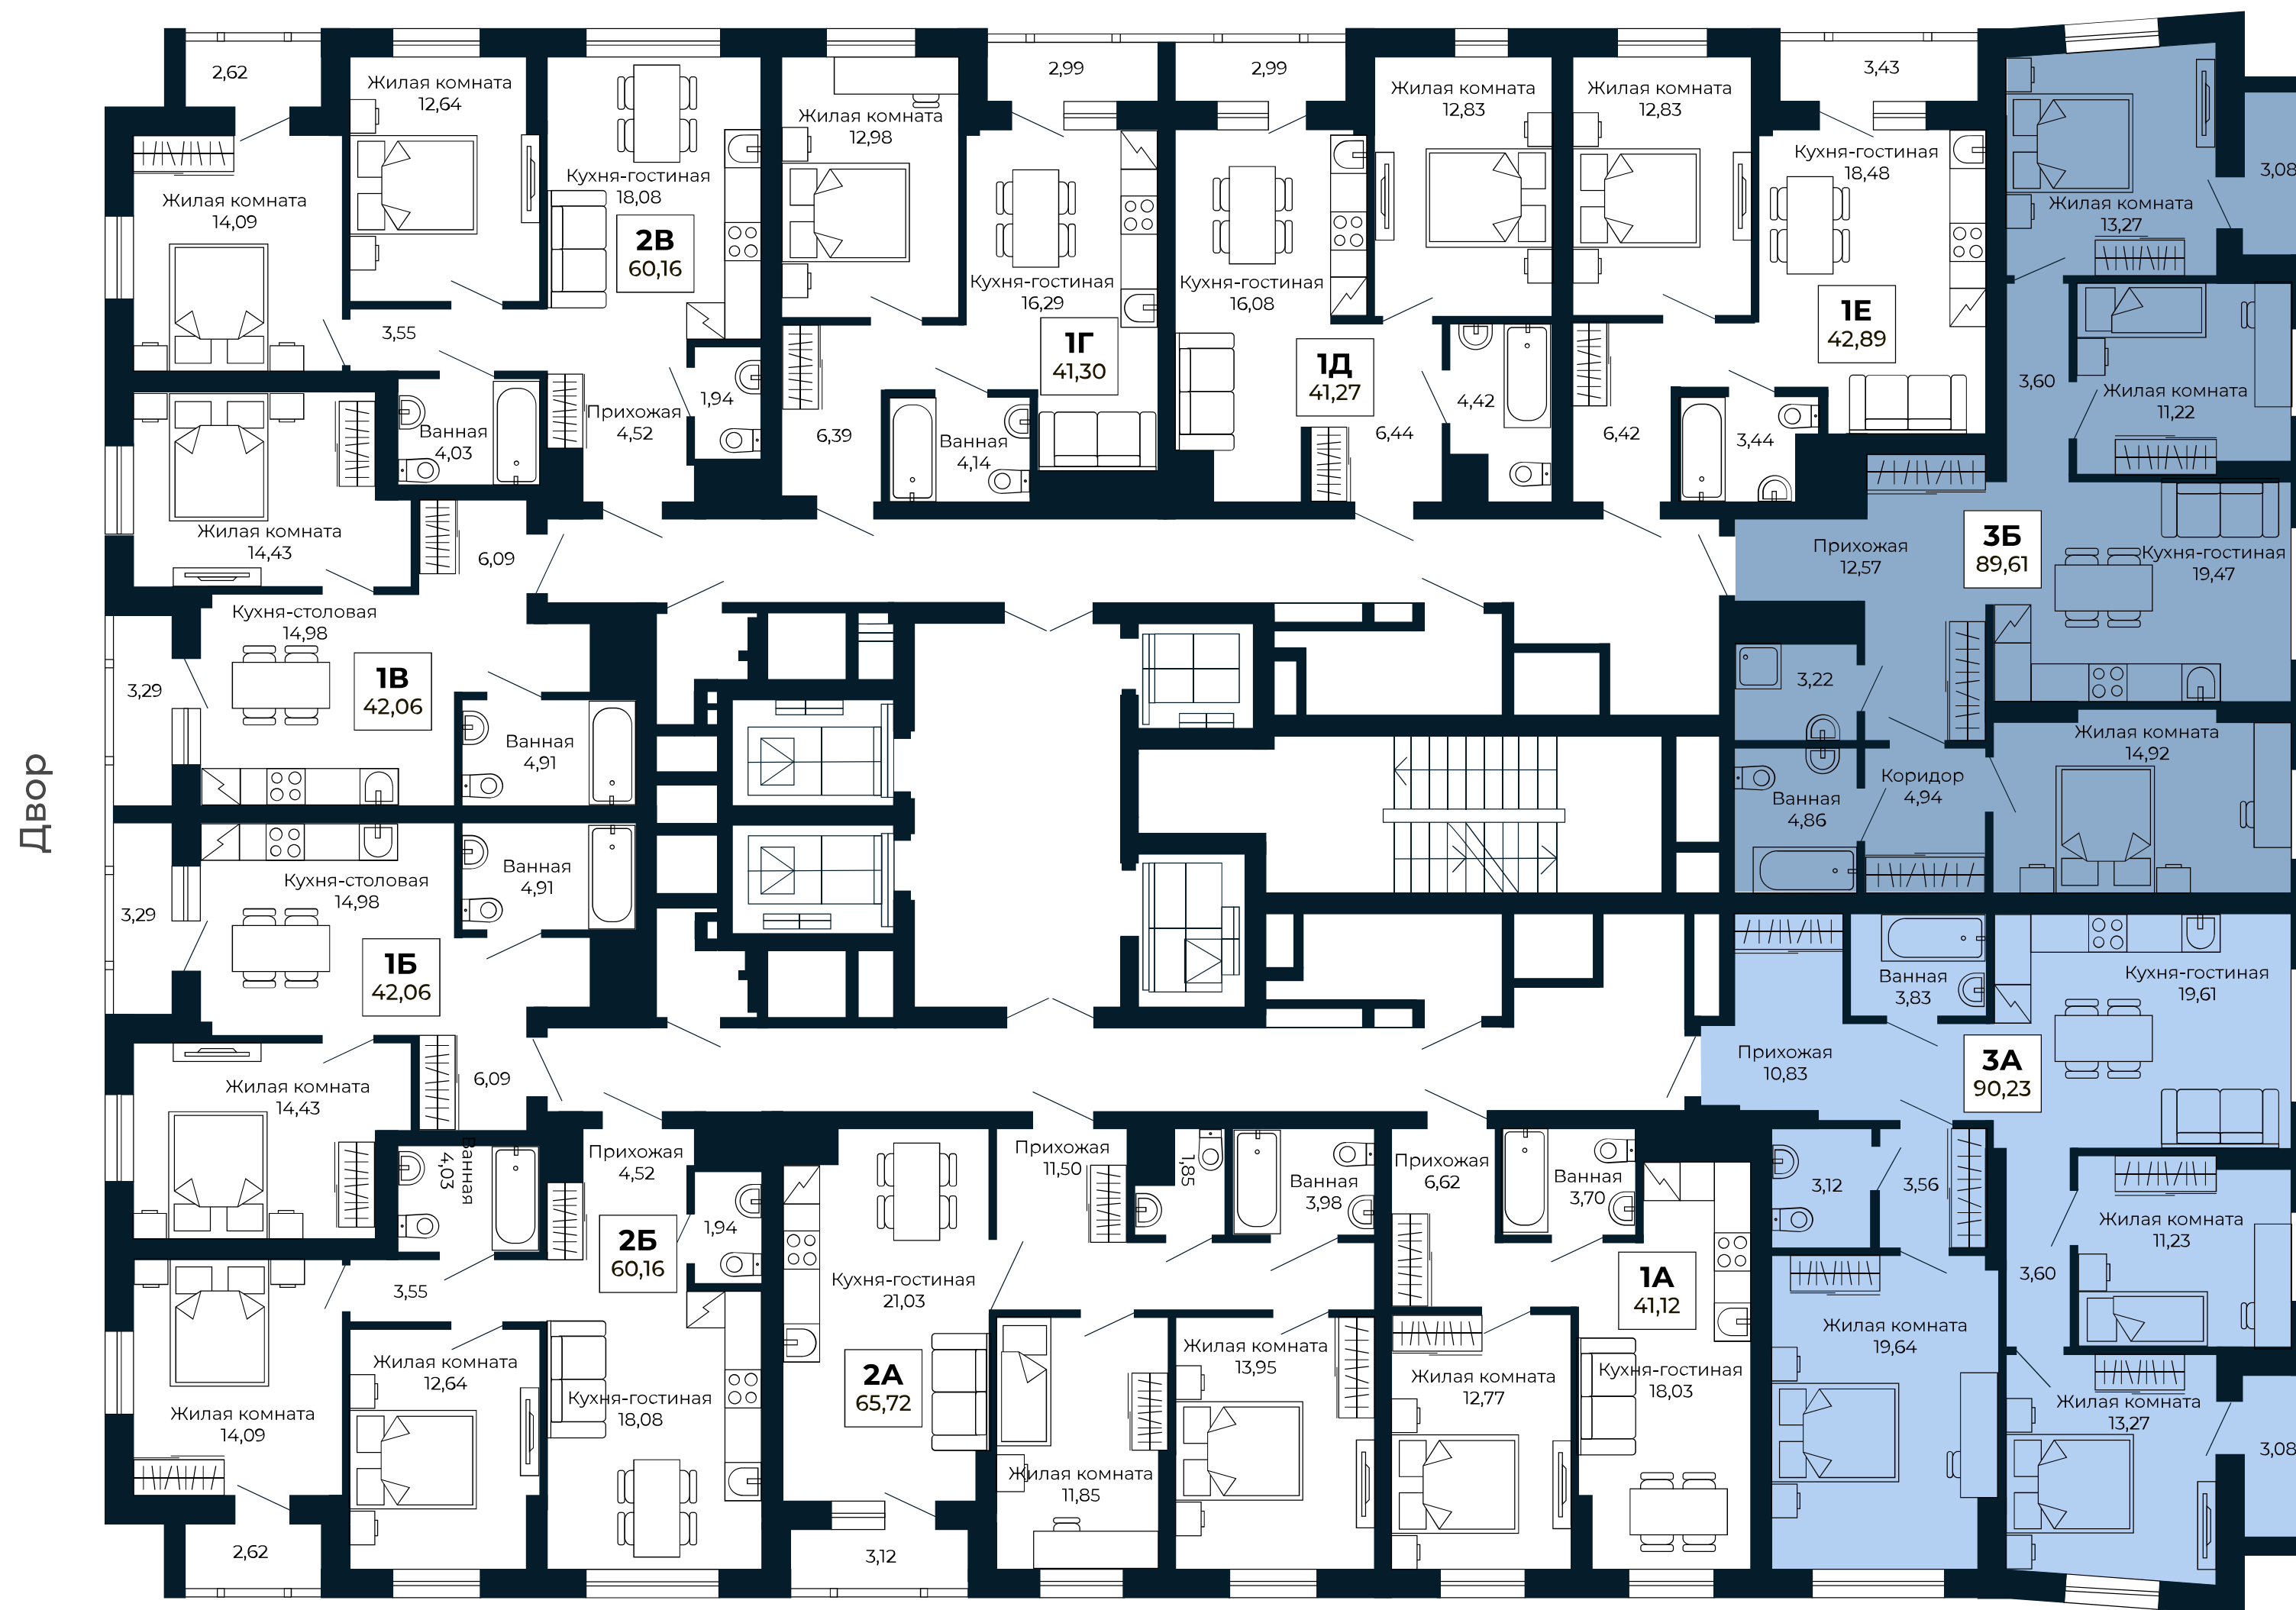 Двор
2,62
Жилая комната
14,09
Жилая комната
12,64
Кухня-гостиная
18,08
2В
60,16
3,55
Ванная
4,03
Прихожая
4,52
1,94
Жилая комната
12,98
2,99
Кухня-гостиная
16,29
1Г
41,30
6,39
Ванная
4,14
2,99
Кухня-гостиная
16,08
1Д
41,27
Жилая комната
12,83
4,42
6,44
Жилая комната
12,83
3,43
Кухня-гостиная
18,48
1Е
42,89
6,42
3,44
Жилая комната
13,27
3,08
3,60
Жилая комната
11,22
Прихожая
12,57
3Б
89,61
Кухня-гостиная
19,47
3,22
Ванная
4,86
Коридор
4,94
Жилая комната
14,92
Жилая комната
14,43
6,09
Кухня-столовая
14,98
3,29
1В
42,06
Ванная
4,91
Кухня-столовая
14,98
3,29
1Б
42,06
Ванная
4,91
Жилая комната
14,43
6,09
Ванная
4,03
Прихожая
4,52
2Б
60,16
1,94
3,55
Жилая комната
14,09
2,62
Жилая комната
12,64
Кухня-гостиная
18,08
Кухня-гостиная
21,03
2А
65,72
3,12
Прихожая
11,50
1,85
Ванная
3,98
Жилая комната
11,85
Жилая комната
13,95
Прихожая
6,62
Ванная
3,70
1А
41,12
Жилая комната
12,77
Кухня-гостиная
18,03
Ванная
3,83
Кухня-гостиная
19,61
Прихожая
10,83
3А
90,23
3,12
3,56
Жилая комната
11,23
3,60
Жилая комната
19,64
Жилая комната
13,27
3,08